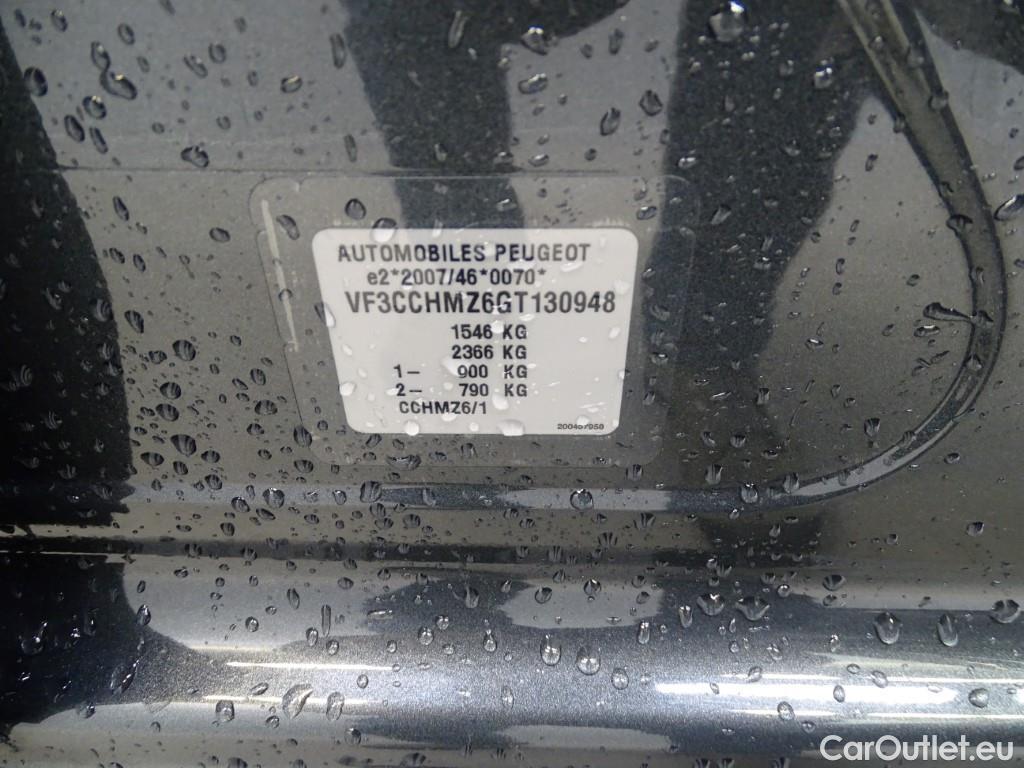 AUTOMOBILES PEUGEOT
e2*2007/46*0070*
VF3CCHMZ6GT130948
1546 KG
2366 KG
1– 900 KG
2– 790 KG
CCHMZ6/1
CarOutlet.eu